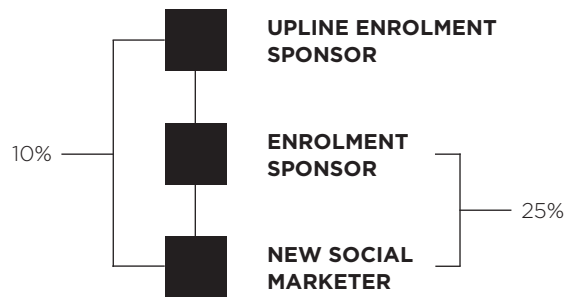 UPLINE ENROLMENT
SPONSOR
10%
ENROLMENT
SPONSOR
25%
NEW SOCIAL
MARKETER